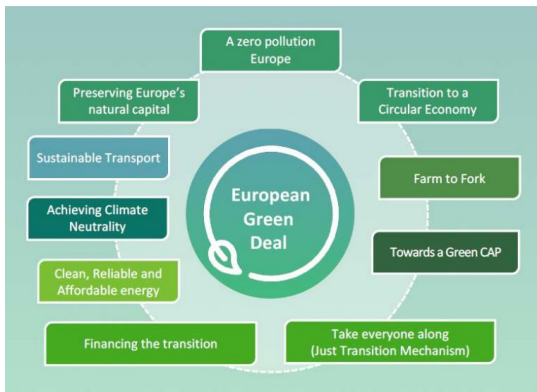 A zero pollution
Europe
Preserving Europe's
natural capital
Transition to a
Circular Economy
Sustainable Transport
Farm to Fork
European
Green
Deal
Achieving Climate
Neutrality
Towards a Green CAP
Clean, Reliable and
Affordable energy
Financing the transition
Take everyone along
(Just Transition Mechanism)